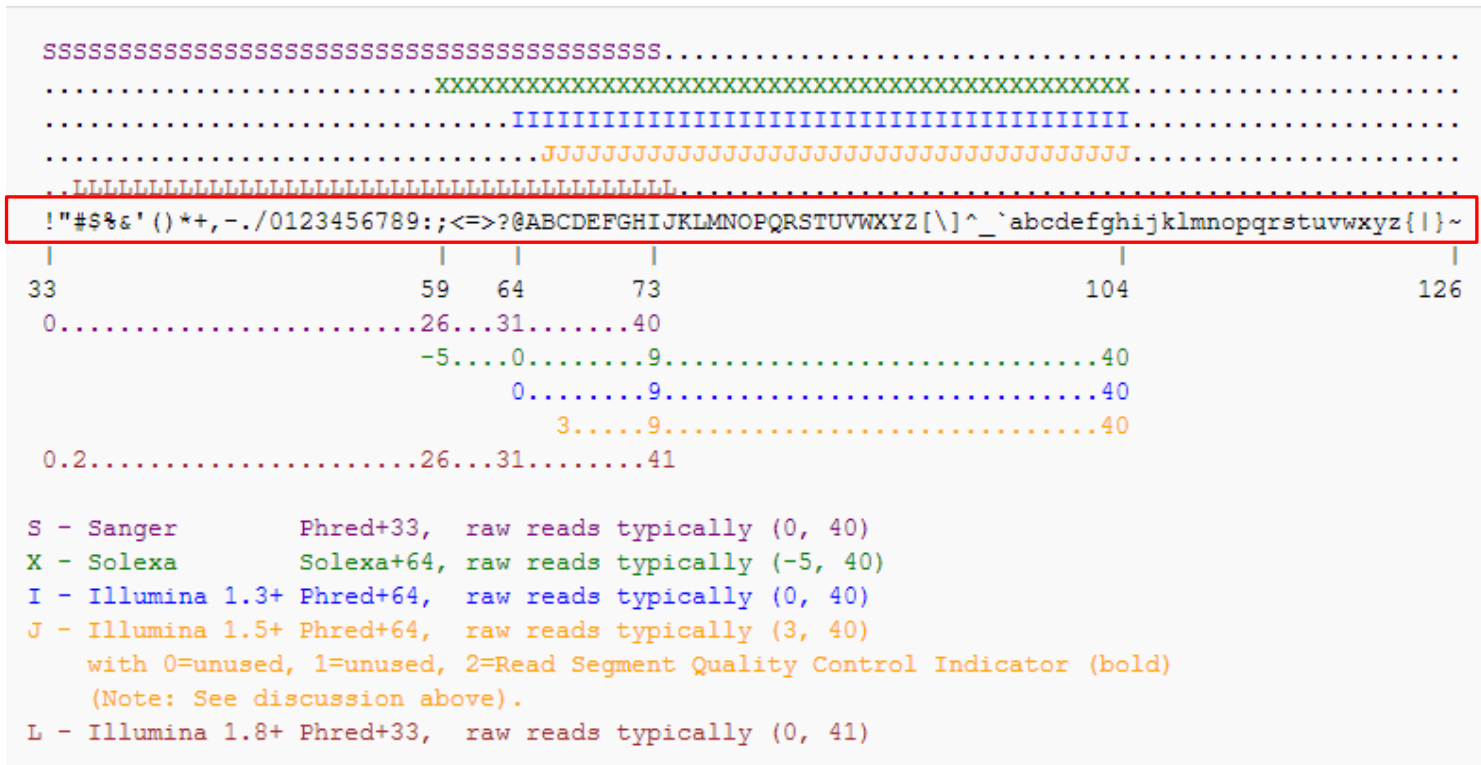 SSSSSSSSSSSSSSSSSSSSSSSSSSSSSSSSSSSSSSSSS.....................................................
..........................XXXXXXXXXXXXXXXXXXXXXXXXXXXXXXXXXXXXXXXXXXXXXX......................
...............................IIIIIIIIIIIIIIIIIIIIIIIIIIIIIIIIIIIIIIIII......................
.................................JJJJJJJJJJJJJJJJJJJJJJJJJJJJJJJJJJJJJJJ......................
..LLLLLLLLLLLLLLLLLLLLLLLLLLLLLLLLLLLLLLLL....................................................
!"#$%&'()*+,-./0123456789:;<=>?@ABCDEFGHIJKLMNOPQRSTUVWXYZ[\]^_`abcdefghijklmnopqrstuvwxyz{|}~
| | | | | |
33 59 64 73 104 126
0........................26...31.......40
-5....0........9.............................40
0........9.............................40
3.....9.............................40
0.2......................26...31........41
S - Sanger Phred+33, raw reads typically (0, 40)
X - Solexa Solexa+64, raw reads typically (-5, 40)
I - Illumina 1.3+ Phred+64, raw reads typically (0, 40)
J - Illumina 1.5+ Phred+64, raw reads typically (3, 40)
with 0=unused, 1=unused, 2=Read Segment Quality Control Indicator (bold)
(Note: See discussion above).
L - Illumina 1.8+ Phred+33, raw reads typically (0, 41)